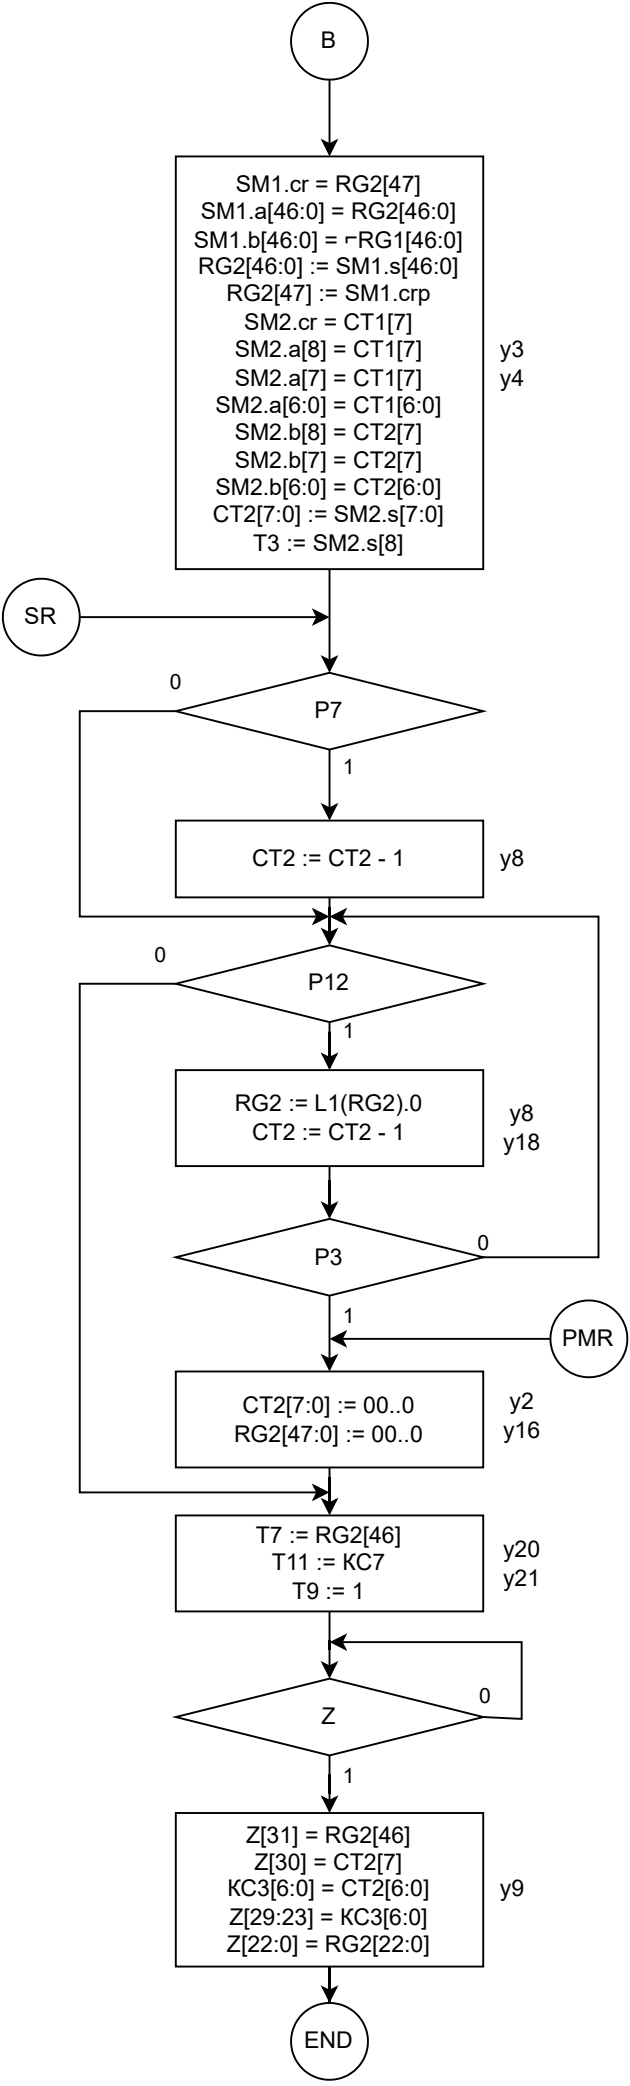 B
SM1.cr = RG2[47]
SM1.a[46:0] = RG2[46:0]
SM1.b[46:0] = ⌐RG1[46:0]
RG2[46:0] := SM1.s[46:0]
RG2[47] := SM1.crp
SM2.cr = CT1[7]
SM2.a[8] = CT1[7]
SM2.a[7] = CT1[7]
SM2.a[6:0] = CT1[6:0]
SM2.b[8] = CT2[7]
SM2.b[7] = CT2[7]
SM2.b[6:0] = CT2[6:0]
CT2[7:0] := SM2.s[7:0]
T3 := SM2.s[8]
y3
y4
SR
0
P7
1
CT2 := CT2 - 1
y8
0
P12
1
RG2 := L1(RG2).0
CT2 := CT2 - 1
y8
y18
P3
0
1
PMR
CT2[7:0] := 00..0
RG2[47:0] := 00..0
y2
y16
T7 := RG2[46]
T11 := КС7
T9 := 1
y20
y21
Z
0
1
Z[31] = RG2[46]
Z[30] = CT2[7]
КС3[6:0] = CT2[6:0]
Z[29:23] = КС3[6:0]
Z[22:0] = RG2[22:0]
y9
END